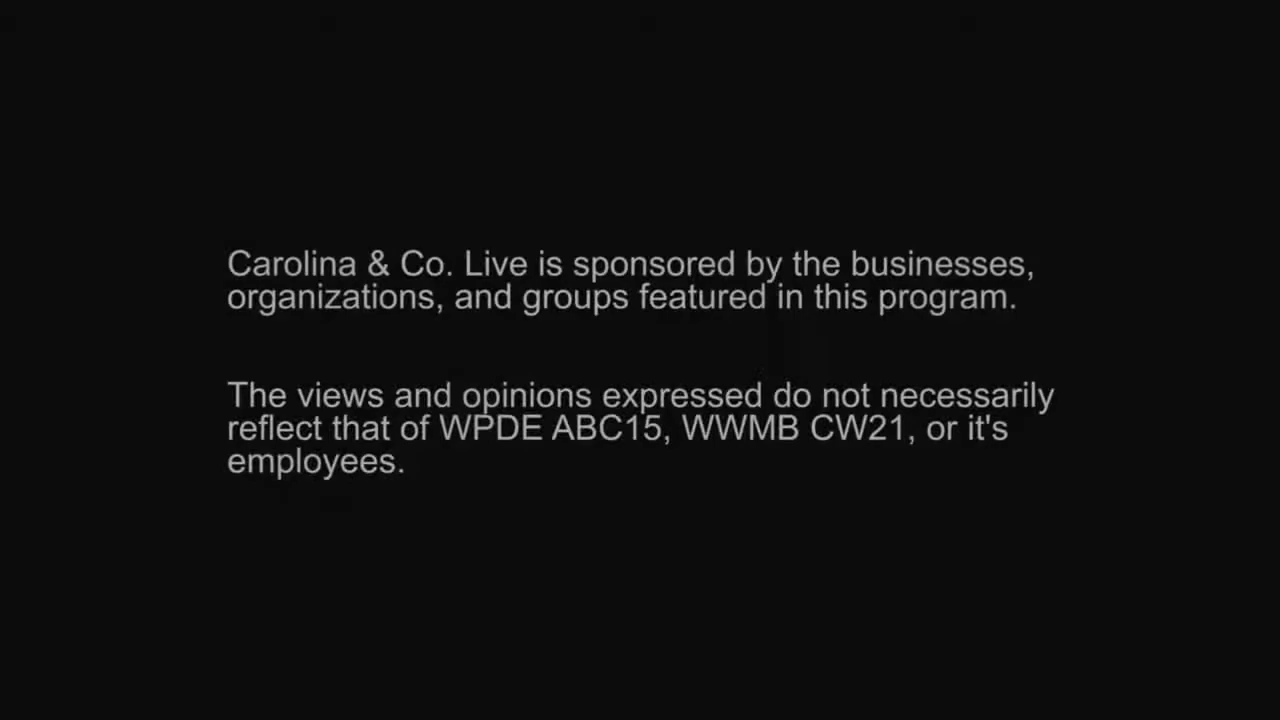 Carolina & Co. Live is sponsored by the businesses,
organizations, and groups featured in this program.
The views and opinions expressed do not necessarily
reflect that of WPDE ABC15, WWMB CW21, or it's
employees.